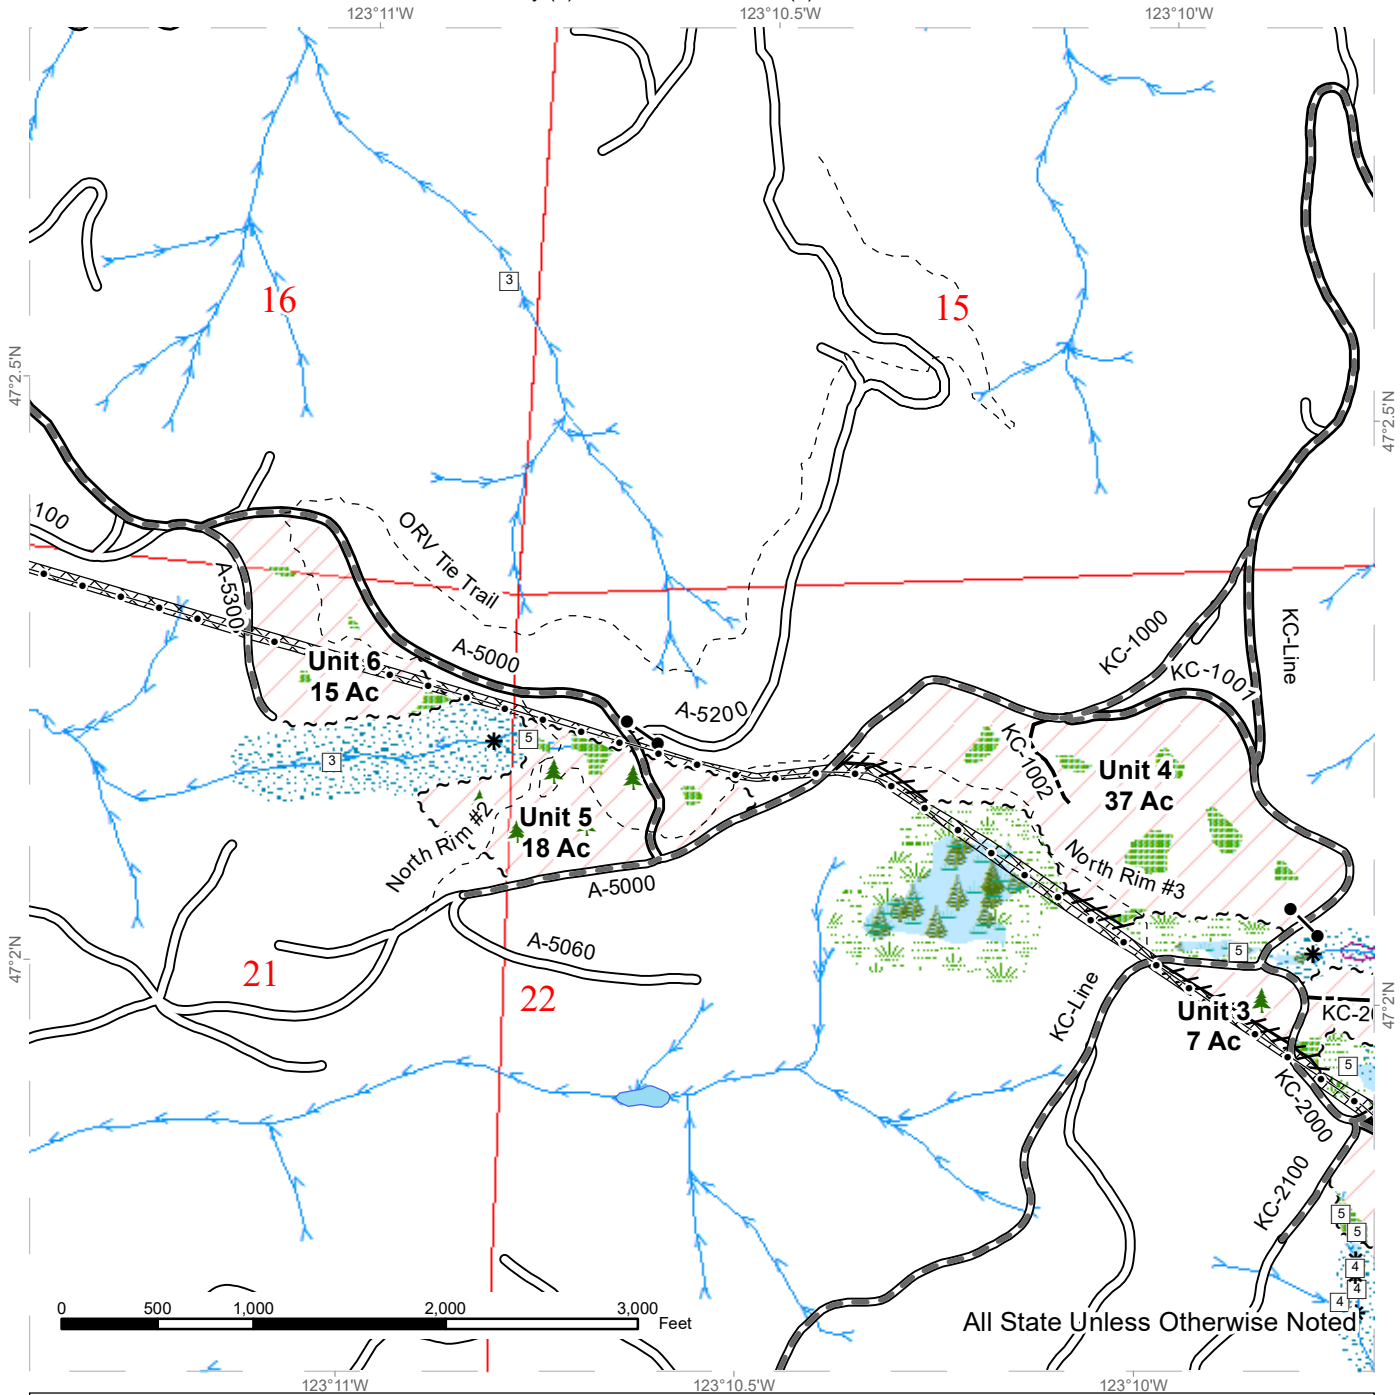 123°11'W
123°10.5'W
123°10'W
3
16
15
47°2.5'N
47°2.5'N
100
ORV Tie Trail
A-5300
A-5000
KC-1000
KC-Line
KC-1001
Unit 6
15 Ac
A-5200
5
3
KC-1002
Unit 4
37 Ac
Unit 5
18 Ac
North Rim #2
North Rim #3
A-5000
A-5060
5
47°2'N
47°2'N
21
22
KC-Line
Unit 3
7 Ac
KC-20
5
KC-2000
KC-2100
5
5
4
4
4
0 500 1,000 2,000 3,000
Feet
All State Unless Otherwise Noted
123°11'W
123°10.5'W
123°10'W